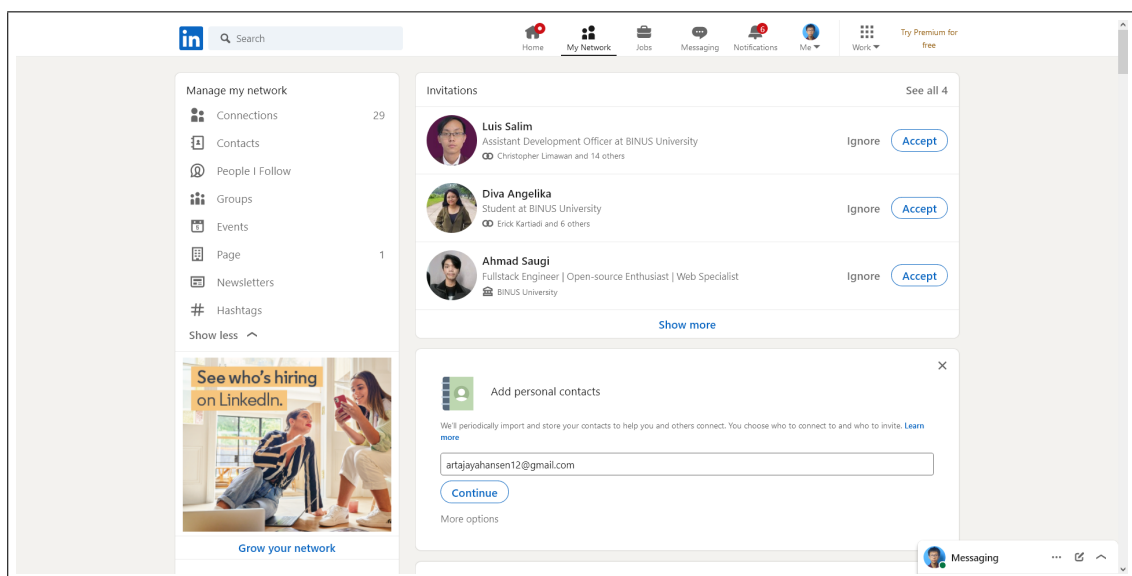 in
Search
Home
My Network
Jobs
Messaging
6
Notifications
Me
Work
Try Premium for
free
Manage my network
Connections 29
Contacts
People I Follow
Groups
Events
Page 1
Newsletters
# Hashtags
Show less
See who's hiring
on LinkedIn.
Grow your network
Invitations See all 4
Luis Salim
Assistant Development Officer at BINUS University
Christopher Limawan and 14 others
Ignore Accept
Diva Angelika
Student at BINUS University
Erick Kartiadi and 6 others
Ignore Accept
Ahmad Saugi
Fullstack Engineer | Open-source Enthusiast | Web Specialist
BINUS University
Ignore Accept
Show more
Add personal contacts
We'll periodically import and store your contacts to help you and others connect. You choose who to connect to and who to invite. Learn
more
artajayahansen12@gmail.com
Continue
More options
Messaging